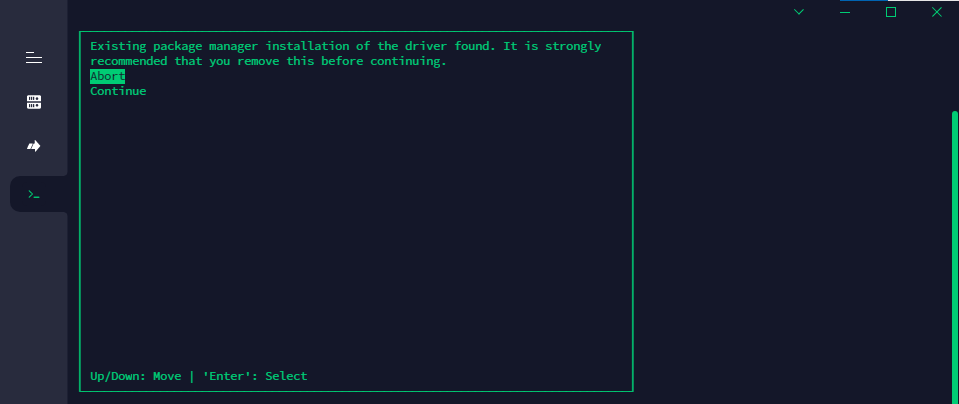 Existing package manager installation of the driver found. It is strongly
recommended that you remove this before continuing.
Abort
Continue
Up/Down: Move | 'Enter': Select